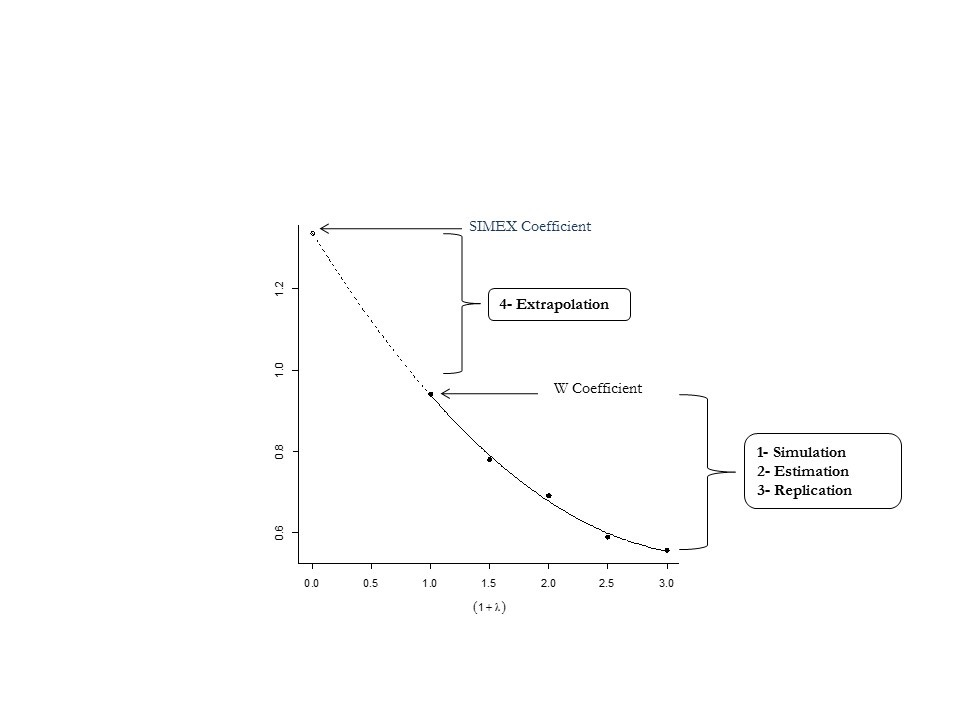 SIMEX Coefficient
1.2
4- Extrapolation
1.0
W Coefficient
0.8
1- Simulation
2- Estimation
3- Replication
0.6
0.0 0.5 1.0 1.5 2.0 2.5 3.0
(1+λ)